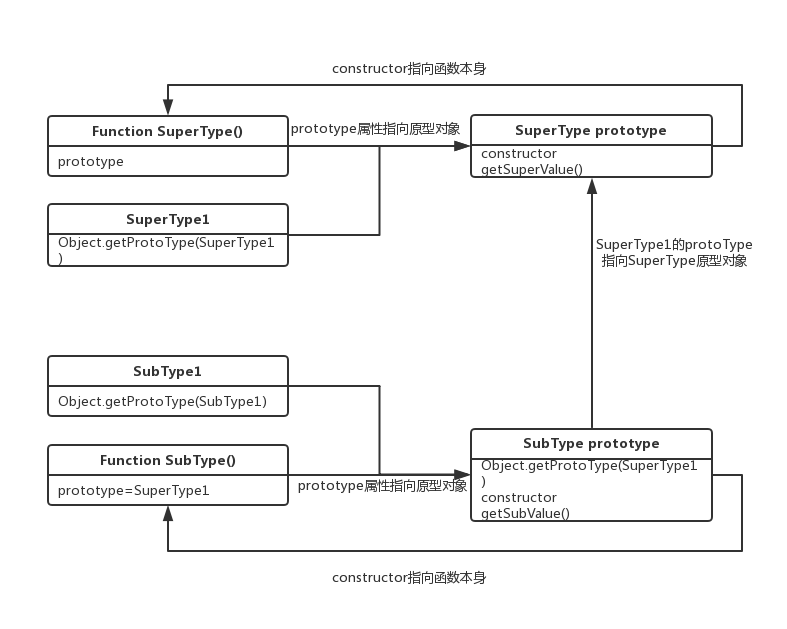 constructor指向函数本身
Function SuperType()
prototype
prototype属性指向原型对象
SuperType prototype
constructor
getSuperValue()
SuperType1
Object.getProtoType(SuperType1
)
SuperType1的protoType
指向SuperType原型对象
SubType1
Object.getProtoType(SubType1)
Function SubType()
prototype=SuperType1
prototype属性指向原型对象
SubType prototype
Object.getProtoType(SuperType1
)
constructor
getSubValue()
constructor指向函数本身